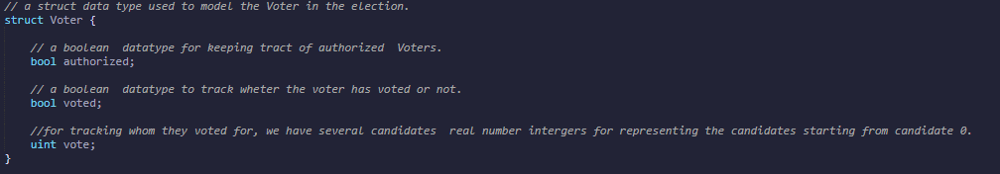 // a struct data type used to model the Voter in the election.
struct Voter {
// a boolean  datatype for keeping tract of authorized  Voters.
bool authorized;
// a boolean  datatype to track wheter the voter has voted or not.
bool voted;
//for tracking whom they voted for, we have several candidates  real number intergers for representing the candidates starting from candidate 0.
uint vote;
}